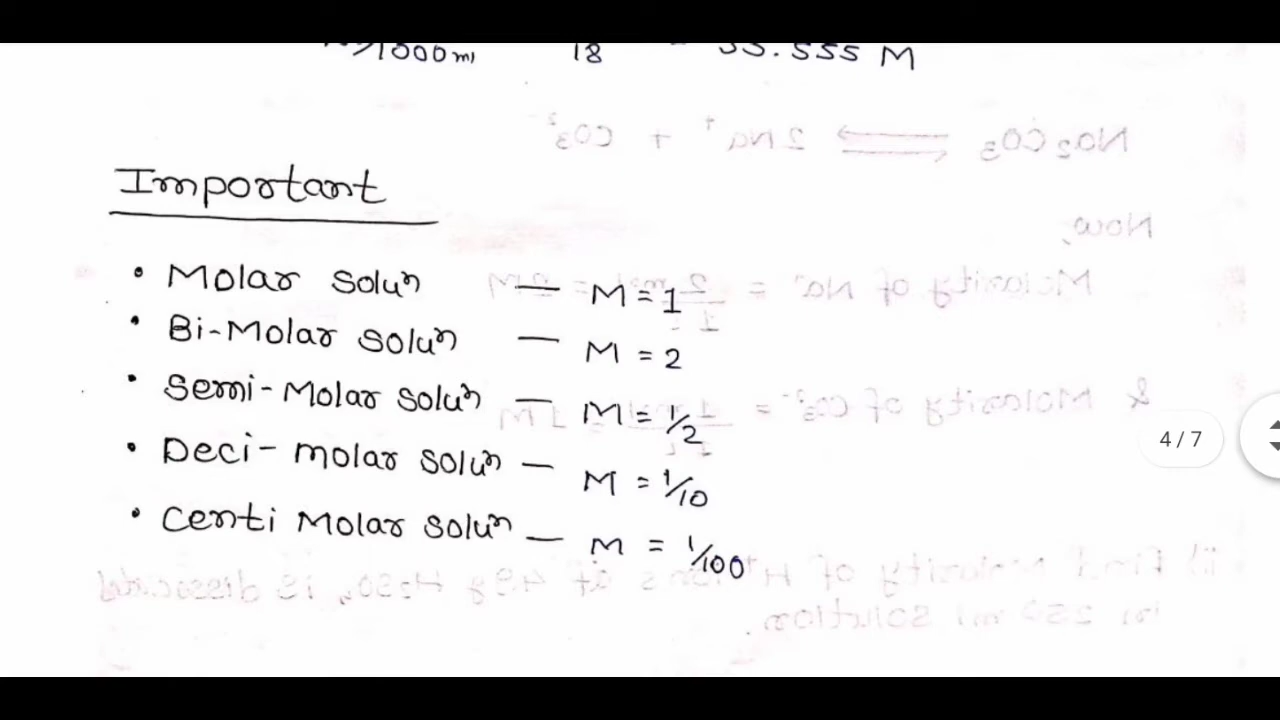 1000ml 18 55.555 M
Important
• Molar Solun — M = 1
• Bi-Molar Solun — M = 2
• Semi-Molar Solun — M = 1/2
• Deci-molar Solun — M = 1/10
• Centi Molar Solun — M = 1/100
4 / 7